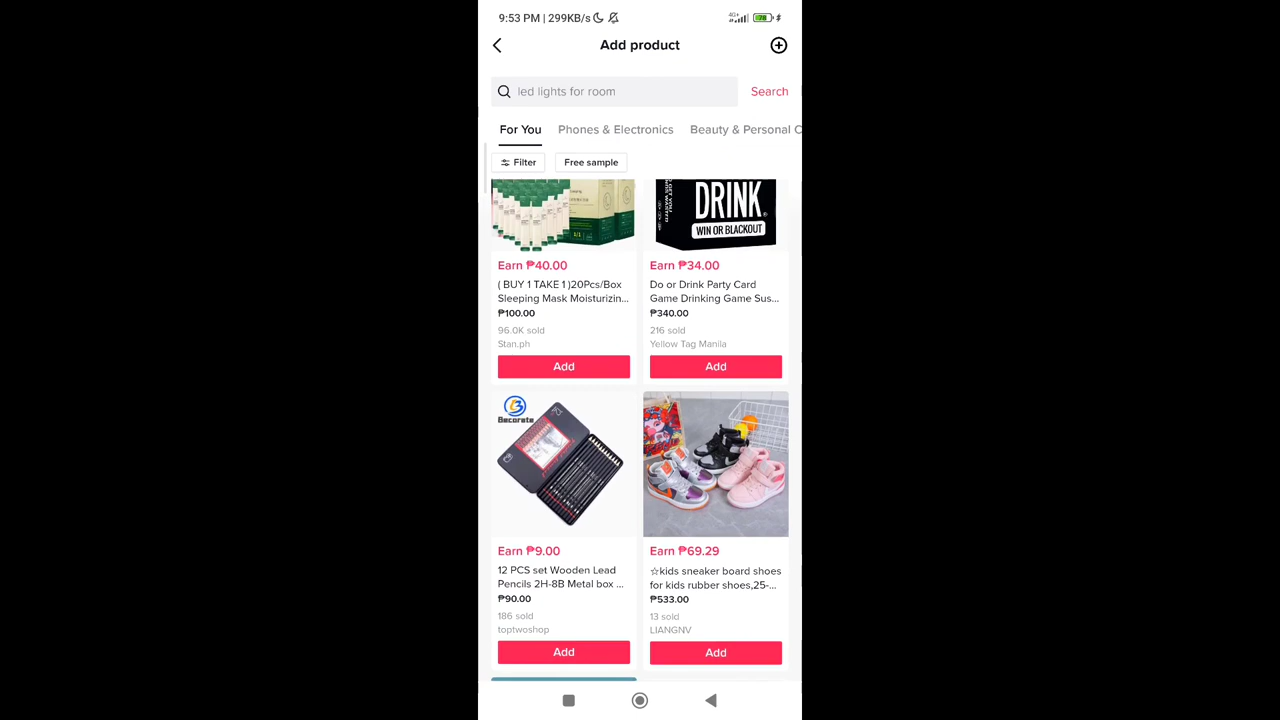 9:53 PM | 299KB/s
4G+
78
Add product
led lights for room
Search
For You
Phones & Electronics
Beauty & Personal C
Filter
Free sample
DRINK
WIN OR BLACKOUT
Earn ₱40.00
( BUY 1 TAKE 1 )20Pcs/Box
Sleeping Mask Moisturizin...
₱100.00
96.0K sold
Stan.ph
Add
Earn ₱34.00
Do or Drink Party Card
Game Drinking Game Sus...
₱340.00
216 sold
Yellow Tag Manila
Add
Becorate
Earn ₱9.00
12 PCS set Wooden Lead
Pencils 2H-8B Metal box ...
₱90.00
186 sold
toptwoshop
Add
Earn ₱69.29
☆kids sneaker board shoes
for kids rubber shoes,25-...
₱533.00
13 sold
LIANGNV
Add